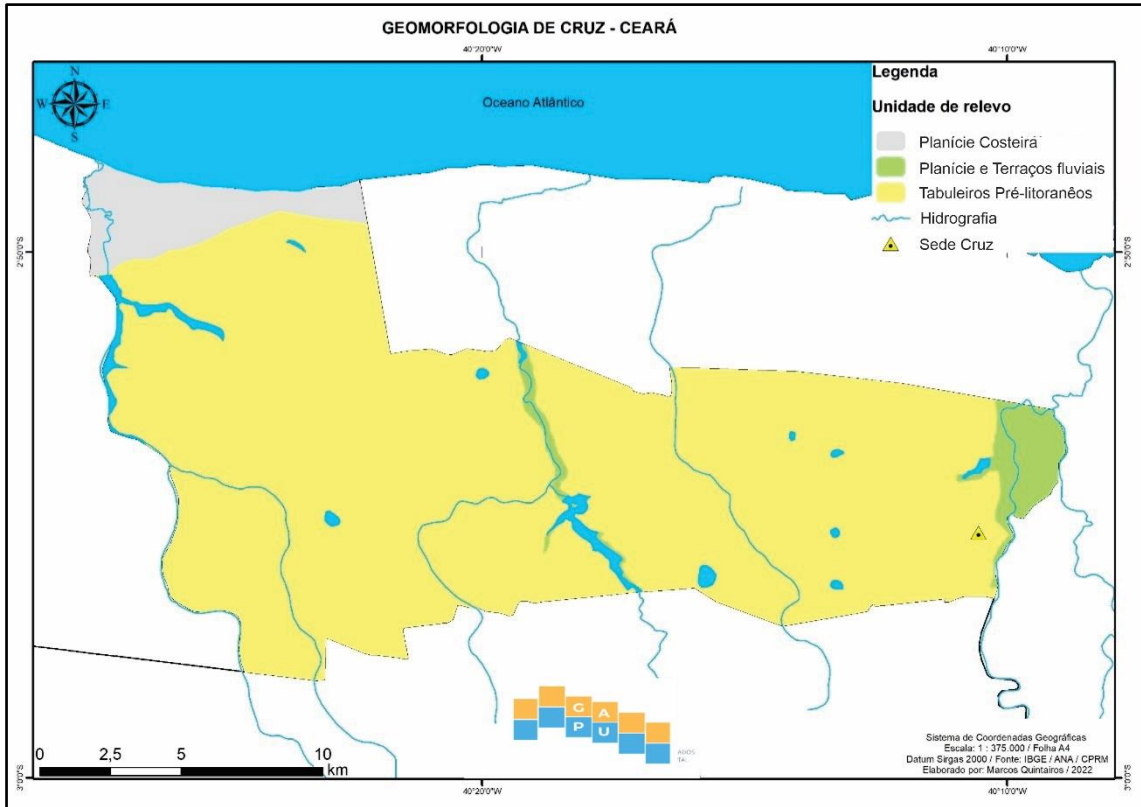 GEOMORFOLOGIA DE CRUZ - CEARÁ
40°20'0"W
40°10'0"W
N
W E
S
Oceano Atlântico
Legenda
Unidade de relevo
Planície Costeira
Planície e Terraços fluviais
Tabuleiros Pré-litoranêos
Hidrografia
Sede Cruz
2°50'0"S
2°50'0"S
G A
P U
ADOS
TAL
0 2,5 5 10
km
Sistema de Coordenadas Geográficas
Escala: 1 : 375.000 / Folha A4
Datum Sirgas 2000 / Fonte: IBGE / ANA / CPRM
Elaborado por: Marcos Quintairos / 2022
3°0'0"S
3°0'0"S
40°20'0"W
40°10'0"W